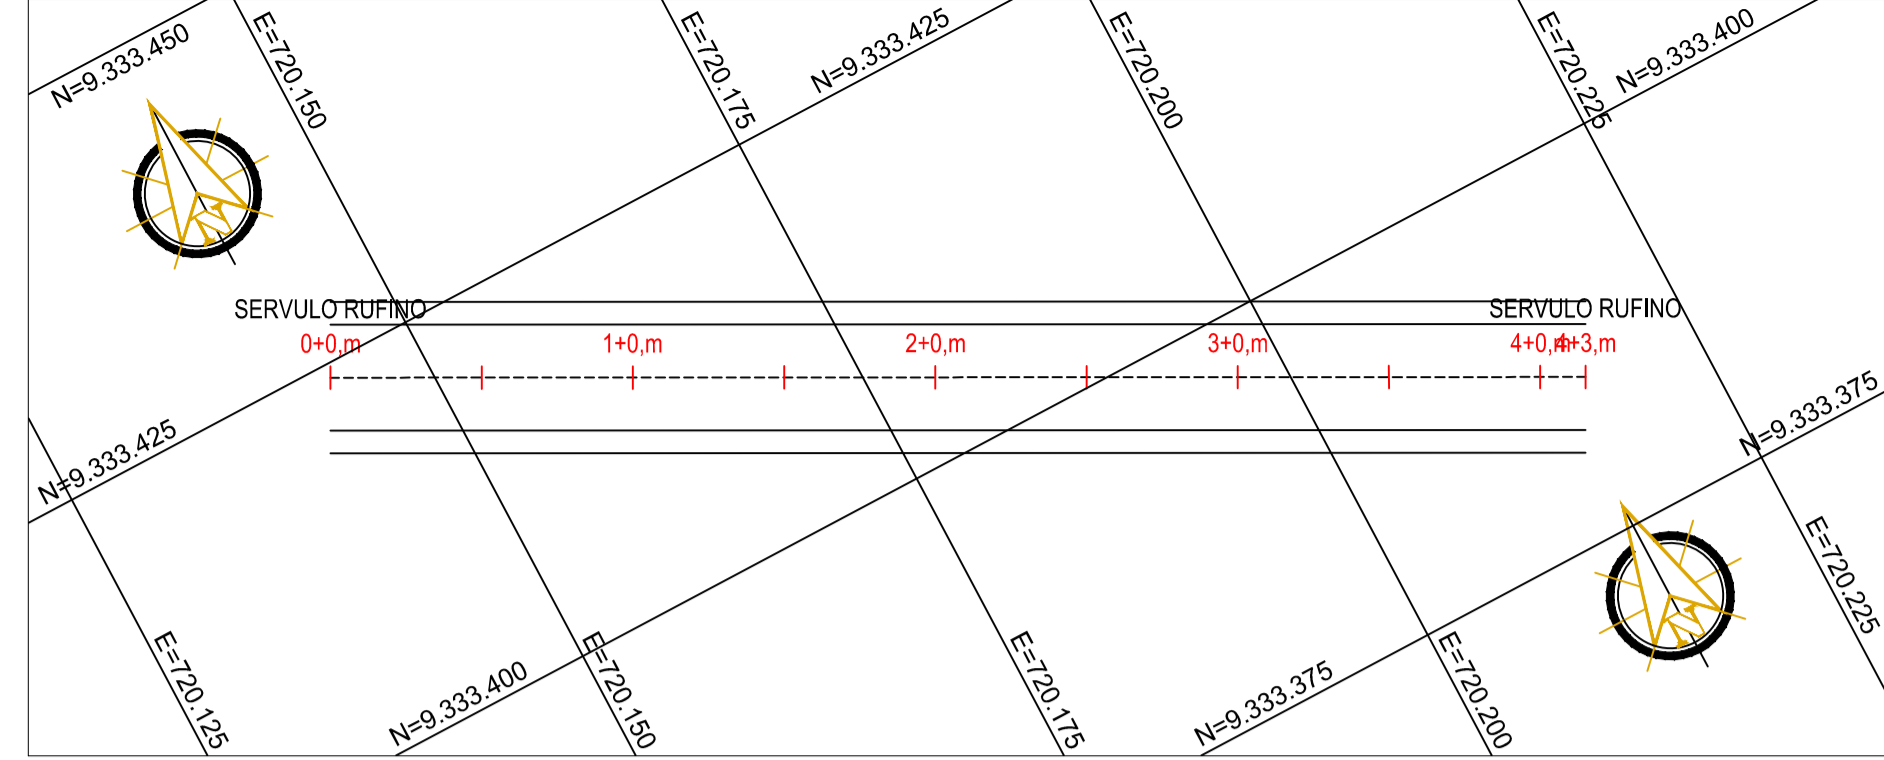 N=9.333.450
E=720.150
E=720.175
N=9.333.425
E=720.200
E=720.225
N=9.333.400
N
SERVULO RUFINO
SERVULO RUFINO
0+0,m
1+0,m
2+0,m
3+0,m
4+0,m
4+3,m
N=9.333.425
N=9.333.375
E=720.125
N=9.333.400
E=720.150
E=720.175
N=9.333.375
E=720.200
E=720.225
N